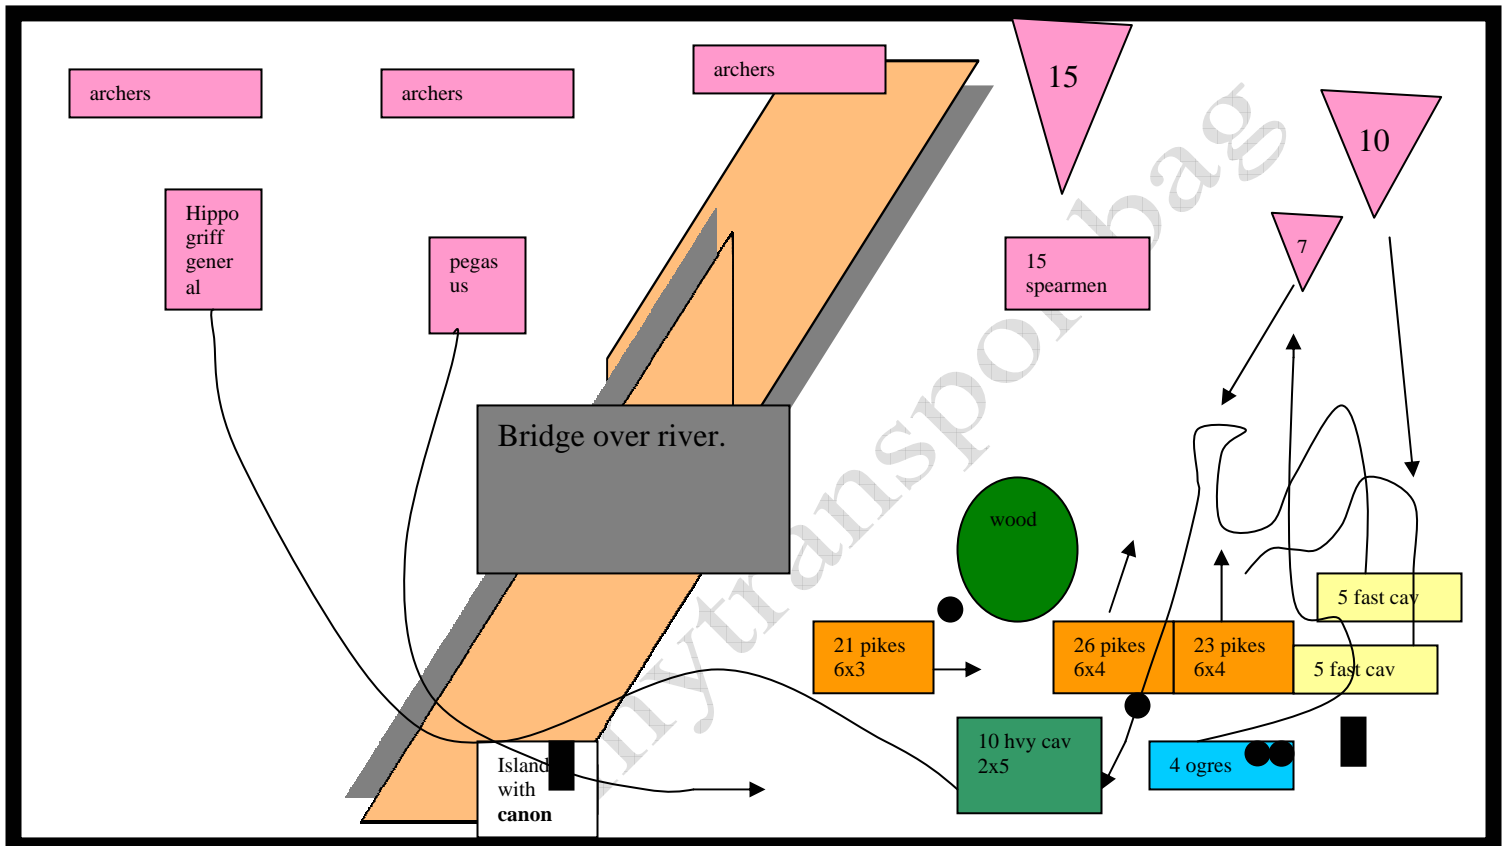 archers
archers
archers
15
10
Hippo
griff
gener
al
pegas
us
15
spearmen
7
Bridge over river.
wood
5 fast cav
21 pikes
6x3
26 pikes
6x4
23 pikes
6x4
5 fast cav
10 hvy cav
2x5
4 ogres
Island
with
canon